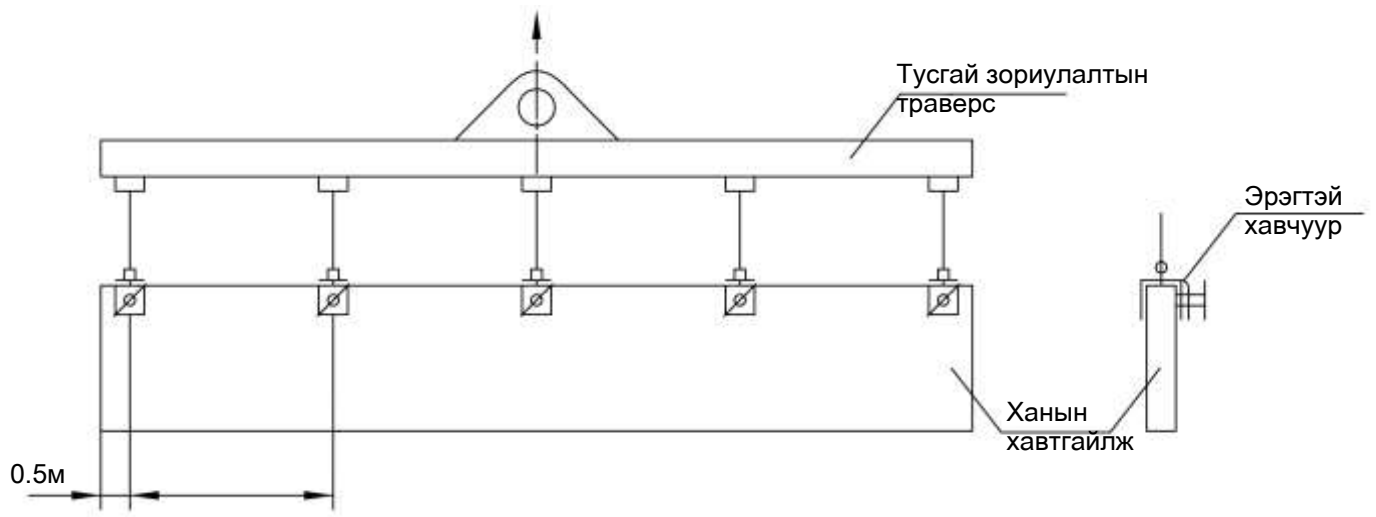 Тусгай зориулалтын
траверс
Эрэгтэй
хавчуур
Ханын
хавтгайлж
0.5м